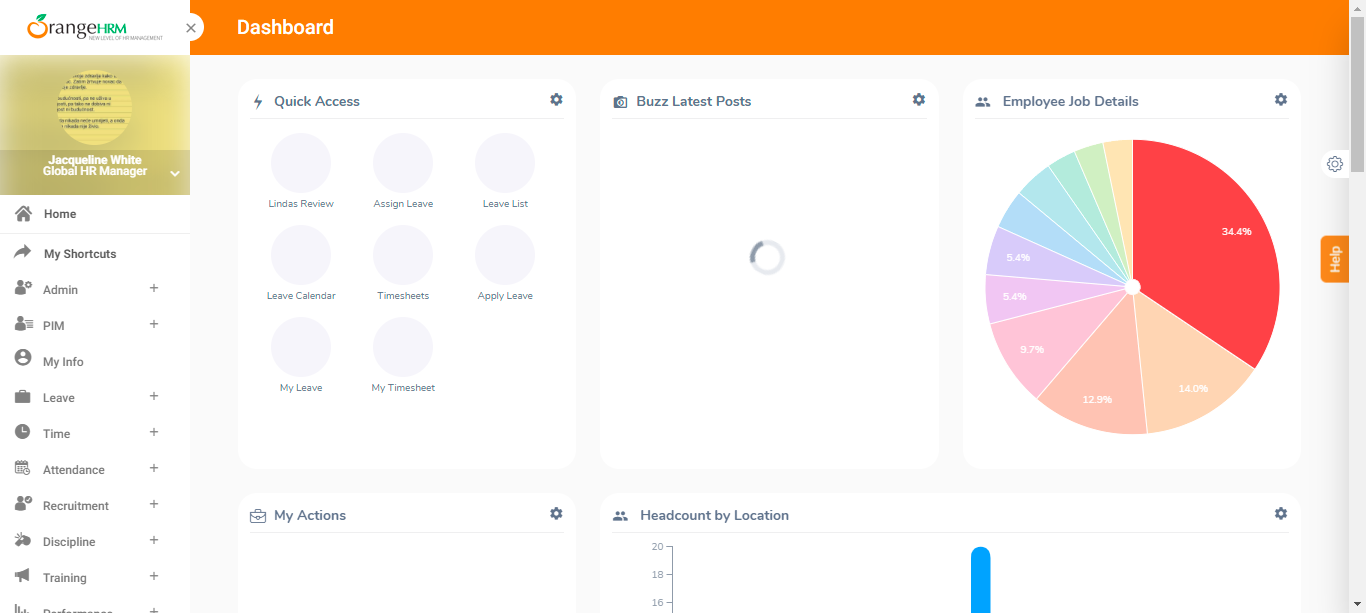 OrangeHRM
NEW LEVEL OF HR MANAGEMENT
Dashboard
Jacqueline White
Global HR Manager
Home
My Shortcuts
Admin
PIM
My Info
Leave
Time
Attendance
Recruitment
Discipline
Training
Performance
Quick Access
Lindas Review
Assign Leave
Leave List
Leave Calendar
Timesheets
Apply Leave
My Leave
My Timesheet
Buzz Latest Posts
Employee Job Details
34.4%
5.4%
5.4%
9.7%
12.9%
14.0%
Help
My Actions
Headcount by Location
20
18
16